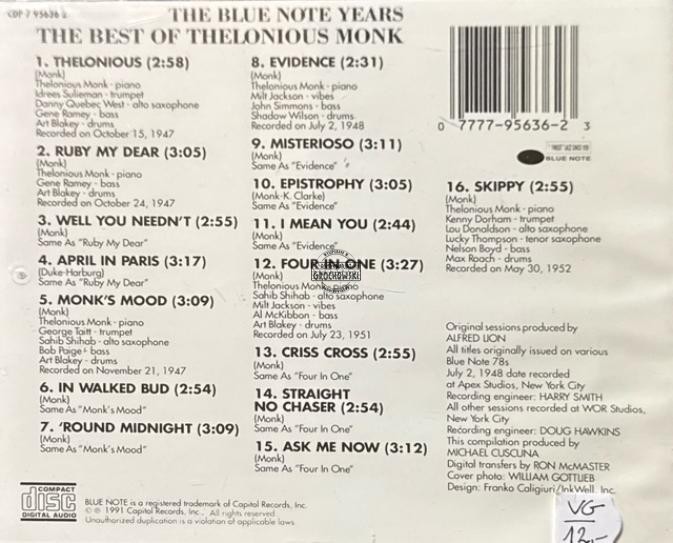 CDP 7 95636 2
THE BLUE NOTE YEARS
THE BEST OF THELONIOUS MONK
1. THELONIOUS (2:58)
(Monk)
Thelonious Monk - piano
Idrees Sulieman - trumpet
Danny Quebec West - alto saxophone
Gene Ramey - bass
Art Blakey - drums
Recorded on October 15, 1947
2. RUBY MY DEAR (3:05)
(Monk)
Thelonious Monk - piano
Gene Ramey - bass
Art Blakey - drums
Recorded on October 24, 1947
3. WELL YOU NEEDN'T (2:55)
(Monk)
Same As "Ruby My Dear"
4. APRIL IN PARIS (3:17)
(Duke-Harburg)
Same As "Ruby My Dear"
5. MONK'S MOOD (3:09)
(Monk)
Thelonious Monk - piano
George Taitt - trumpet
Sahib Shihab - alto saxophone
Bob Paige - bass
Art Blakey - drums
Recorded on November 21, 1947
6. IN WALKED BUD (2:54)
(Monk)
Same As "Monk's Mood"
7. 'ROUND MIDNIGHT (3:09)
(Monk)
Same As "Monk's Mood"
8. EVIDENCE (2:31)
(Monk)
Thelonious Monk - piano
Milt Jackson - vibes
John Simmons - bass
Shadow Wilson - drums
Recorded on July 2, 1948
9. MISTERIOSO (3:11)
(Monk)
Same As "Evidence"
10. EPISTROPHY (3:05)
(Monk-K. Clarke)
Same As "Evidence"
11. I MEAN YOU (2:44)
(Monk)
Same As "Evidence"
12. FOUR IN ONE (3:27)
(Monk)
Thelonious Monk - piano
Sahib Shihab - alto saxophone
Milt Jackson - vibes
Al McKibbon - bass
Art Blakey - drums
Recorded on July 23, 1951
GROCHOWSKI
13. CRISS CROSS (2:55)
(Monk)
Same As "Four In One"
14. STRAIGHT
NO CHASER (2:54)
(Monk)
Same As "Four In One"
15. ASK ME NOW (3:12)
(Monk)
Same As "Four In One"
0 7777-95636-2 3
BLUE NOTE
16. SKIPPY (2:55)
(Monk)
Thelonious Monk - piano
Kenny Dorham - trumpet
Lou Donaldson - alto saxophone
Lucky Thompson - tenor saxophone
Nelson Boyd - bass
Max Roach - drums
Recorded on May 30, 1952
Original sessions produced by
ALFRED LION
All titles originally issued on various
Blue Note 78s
July 2, 1948 date recorded
at Apex Studios, New York City
Recording engineer: HARRY SMITH
All other sessions recorded at WOR Studios,
New York City
Recording engineer: DOUG HAWKINS
This compilation produced by
MICHAEL CUSCUNA
Digital transfers by RON McMASTER
Cover photo: WILLIAM GOTTLIEB
Design: Franko Caligiuri/InkWell, Inc.
COMPACT
disc
DIGITAL AUDIO
BLUE NOTE is a registered trademark of Capitol Records, Inc.
© ℗ 1991 Capitol Records, Inc. All rights reserved.
Unauthorized duplication is a violation of applicable laws.
VG
12,-